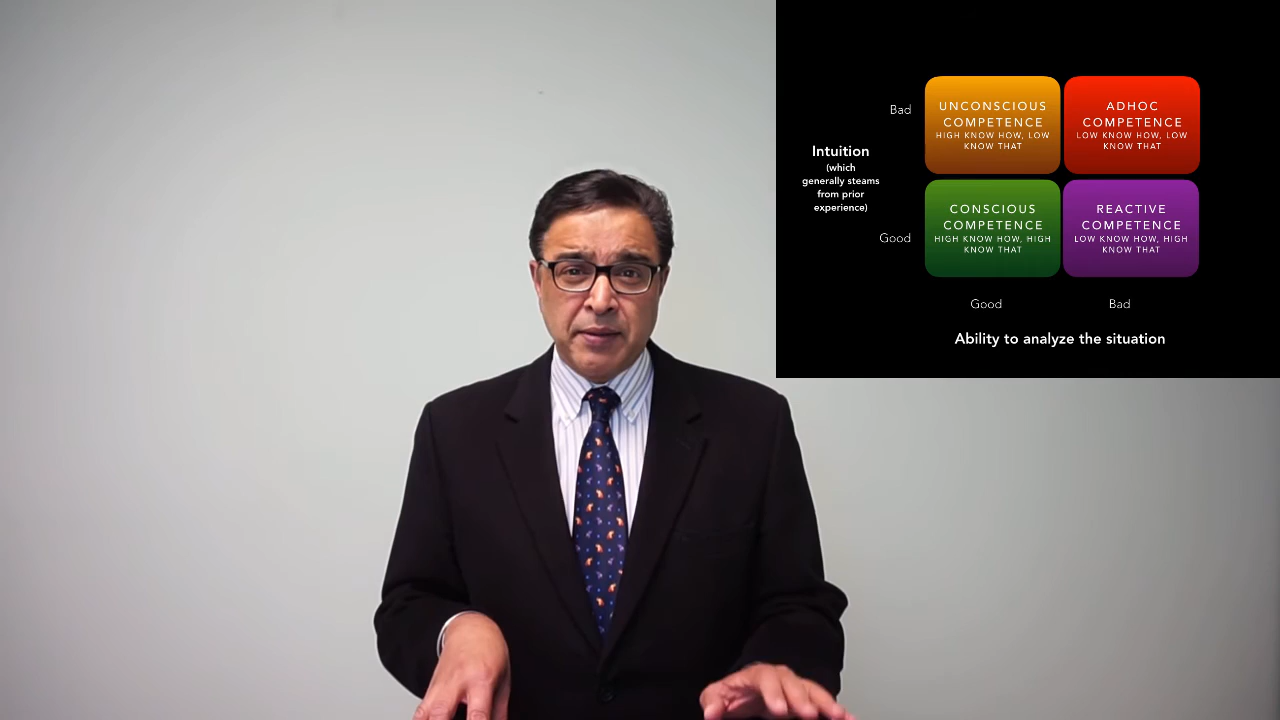 Bad
UNCONSCIOUS
COMPETENCE
HIGH KNOW HOW, LOW
KNOW THAT
ADHOC
COMPETENCE
LOW KNOW HOW, LOW
KNOW THAT
Intuition
(which
generally steams
from prior
experience)
Good
CONSCIOUS
COMPETENCE
HIGH KNOW HOW, HIGH
KNOW THAT
REACTIVE
COMPETENCE
LOW KNOW HOW, HIGH
KNOW THAT
Good
Bad
Ability to analyze the situation